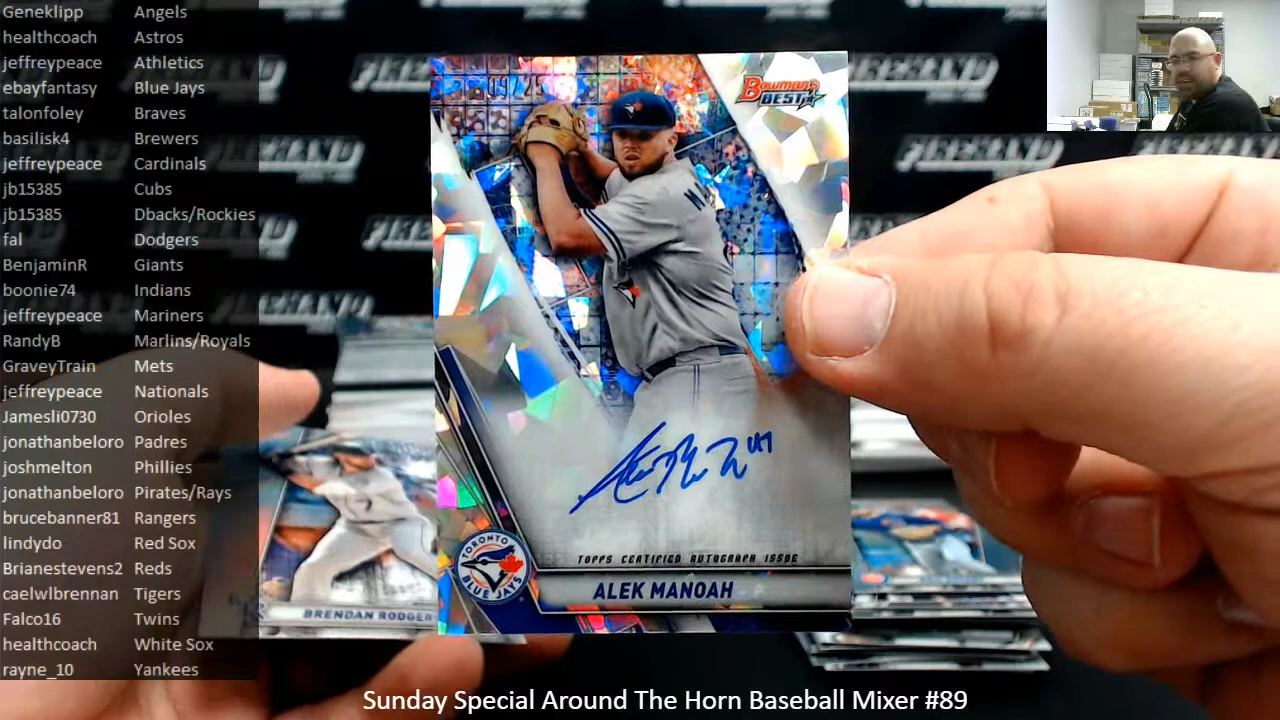 Geneklipp Angels
healthcoach Astros
jeffreypeace Athletics
ebayfantasy Blue Jays
talonfoley Braves
basilisk4 Brewers
jeffreypeace Cardinals
jb15385 Cubs
jb15385 Dbacks/Rockies
fal Dodgers
BenjaminR Giants
boonie74 Indians
jeffreypeace Mariners
RandyB Marlins/Royals
GraveyTrain Mets
jeffreypeace Nationals
Jamesli0730 Orioles
jonathanbeloro Padres
joshmelton Phillies
jonathanbeloro Pirates/Rays
brucebanner81 Rangers
lindydo Red Sox
Brianestevens2 Reds
caelwlbrennan Tigers
Falco16 Twins
healthcoach White Sox
rayne_10 Yankees
09/25
Bowman's
BEST
TOPPS CERTIFIED AUTOGRAPH ISSUE
TORONTO
BLUE JAYS
ALEK MANOAH
BRENDAN RODGER
FIREHAND
Sunday Special Around The Horn Baseball Mixer #89